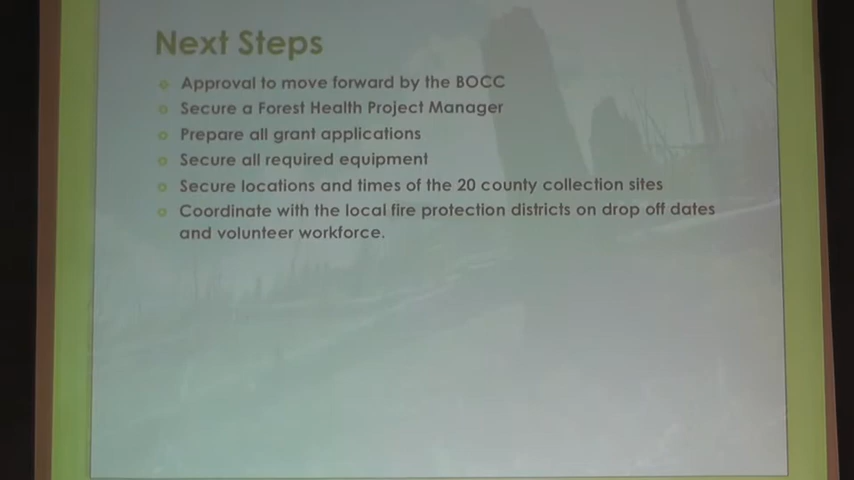 Next Steps
Approval to move forward by the BOCC
Secure a Forest Health Project Manager
Prepare all grant applications
Secure all required equipment
Secure locations and times of the 20 county collection sites
Coordinate with the local fire protection districts on drop off dates
and volunteer workforce.